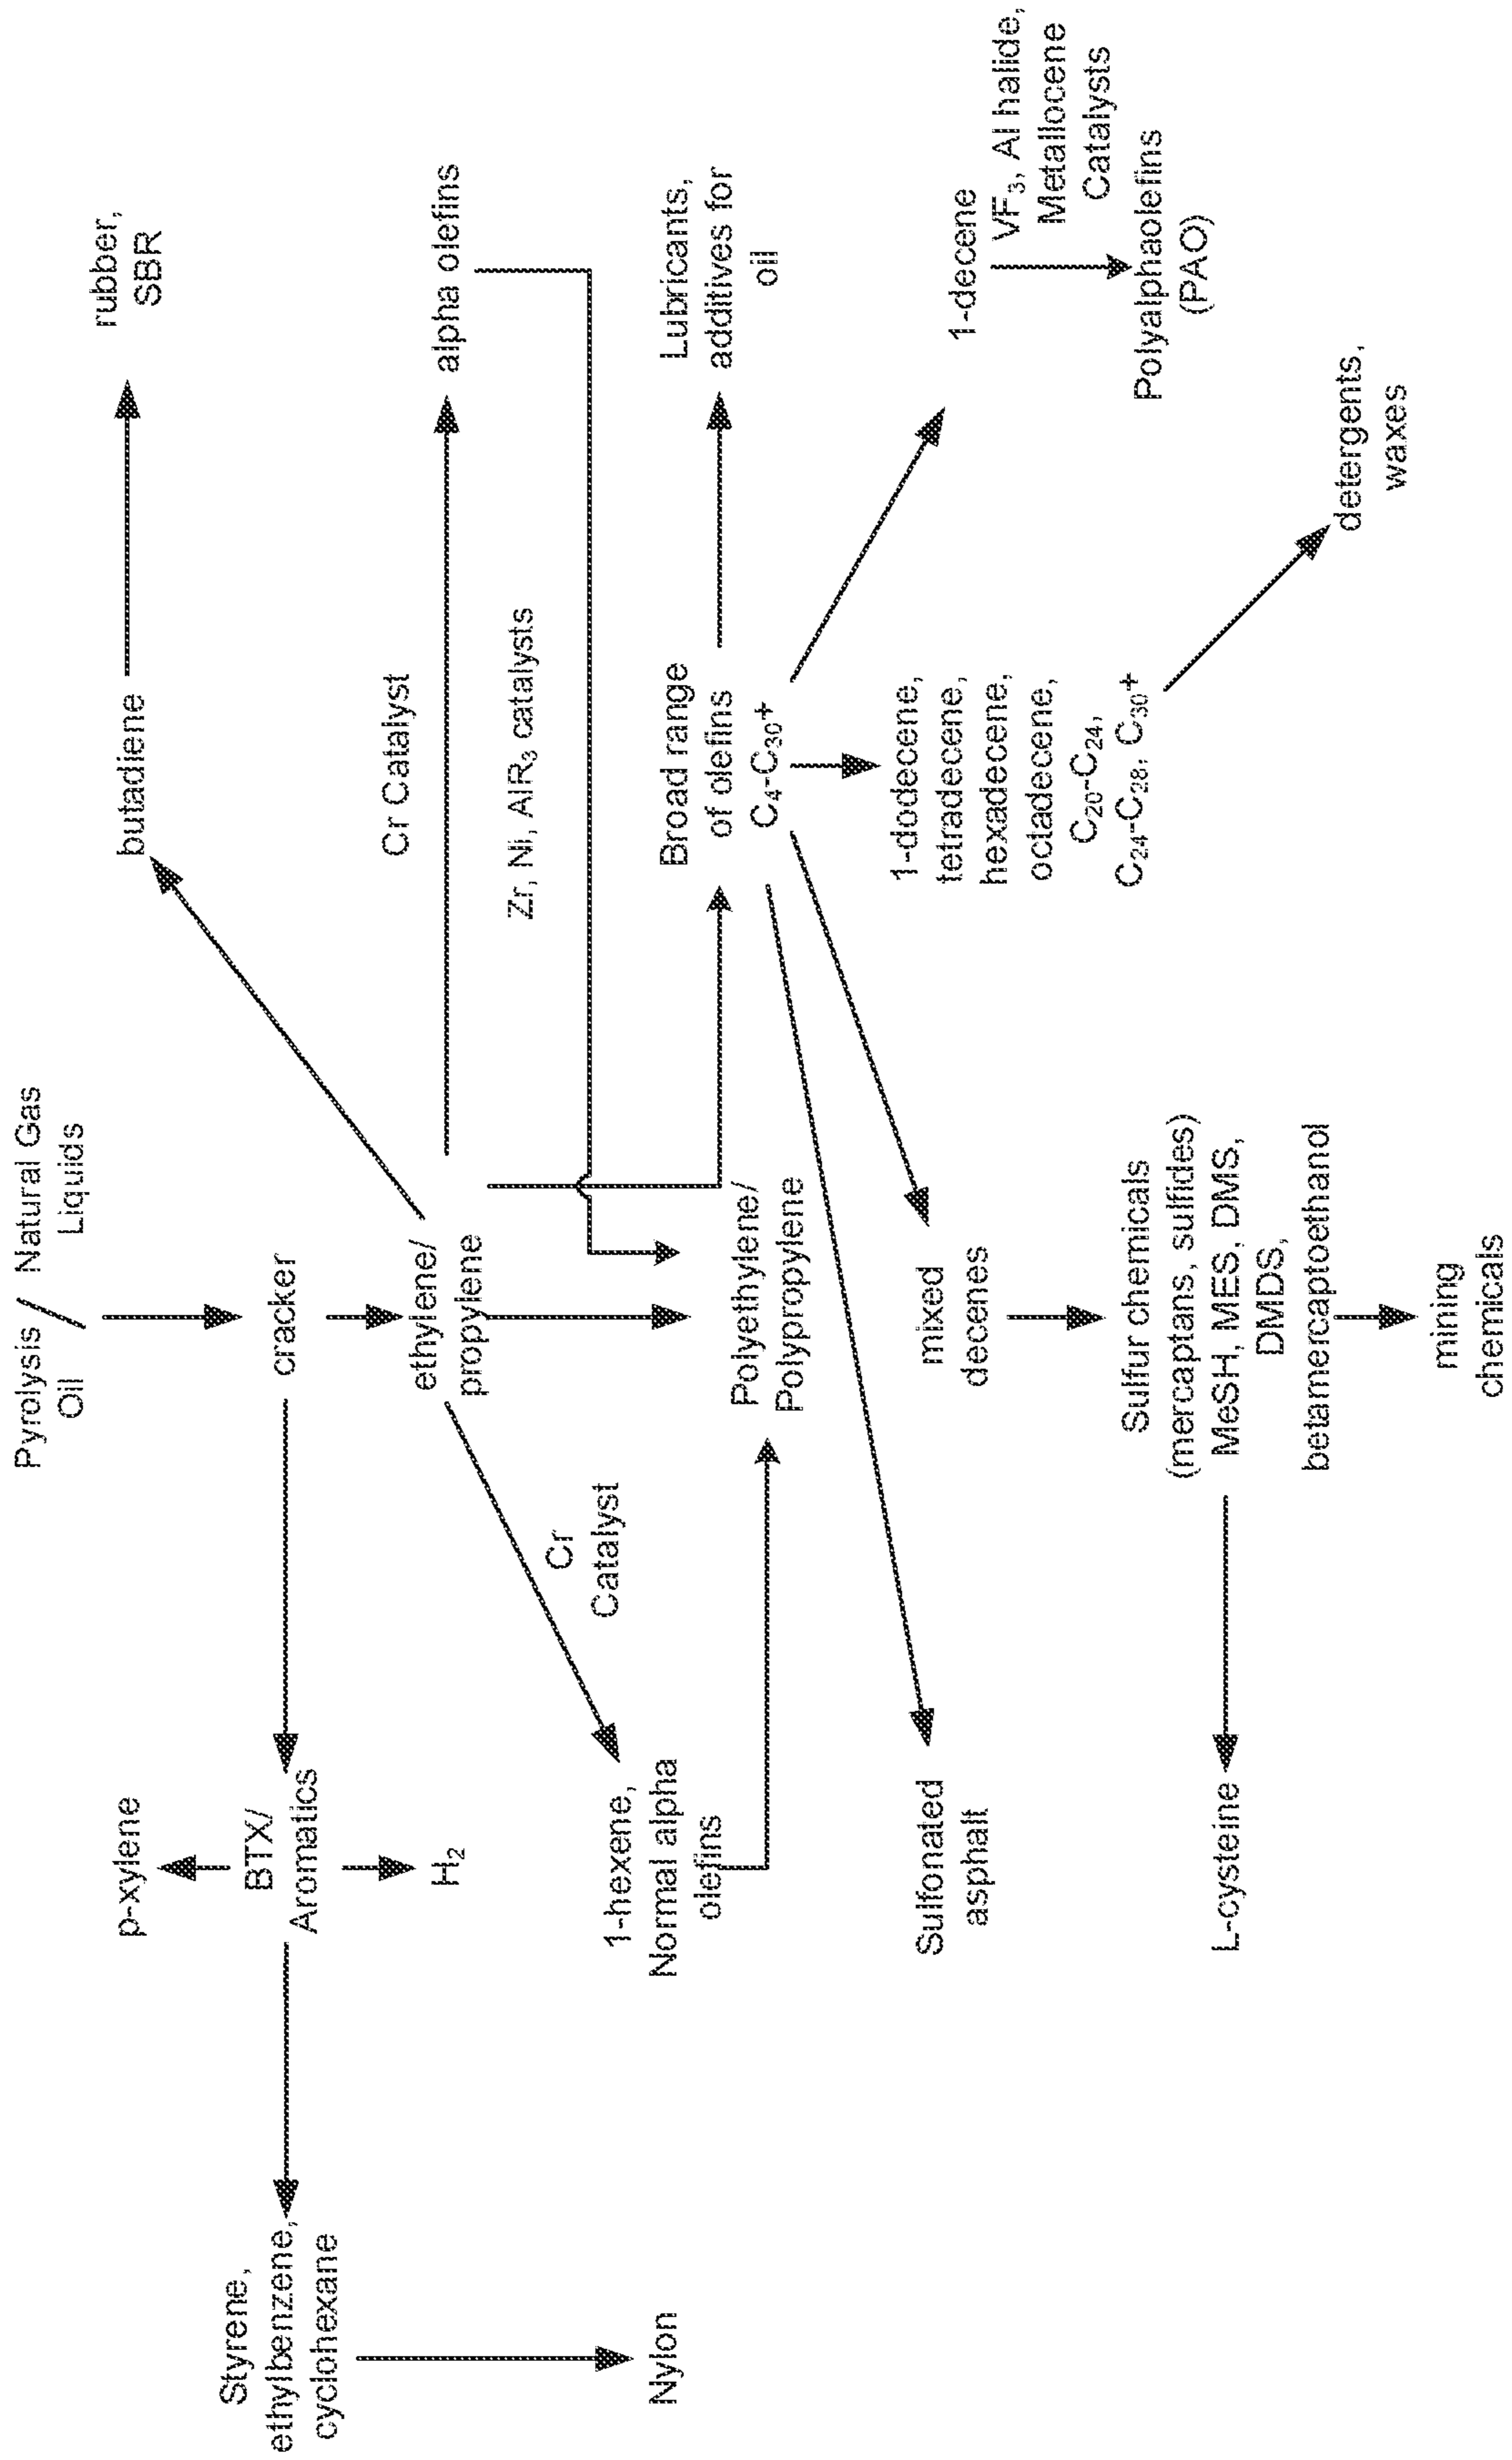 Pyrolysis / Natural Gas
Oil Liquids
cracker
ethylene/
propylene
butadiene
rubber,
SBR
p-xylene
BTX/
Aromatics
H₂
Styrene,
ethylbenzene,
cyclohexane
Nylon
Cr Catalyst
alpha olefins
Zr, Ni, AlR₃ catalysts
Cr
Catalyst
1-hexene,
Normal alpha
olefins
Polyethylene/
Polypropylene
Broad range
of olefins
C₄-C₃₀+
Lubricants,
additives for
oil
Sulfonated
asphalt
mixed
decenes
1-dodecene,
tetradecene,
hexadecene,
octadecene,
C₂₀-C₂₄,
C₂₄-C₂₈, C₃₀+
1-decene
VF₃, Al halide,
Metallocene
Catalysts
Polyalphaolefins
(PAO)
detergents,
waxes
Sulfur chemicals
(mercaptans, sulfides)
MeSH, MES, DMS,
DMDS,
betamercaptoethanol
L-cysteine
mining
chemicals